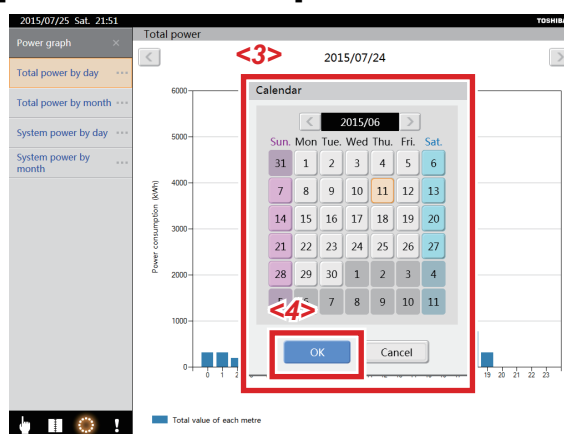 2015/07/25 Sat. 21:51
TOSHIBA
Power graph ×
Total power
Total power by day ...
Total power by month ...
System power by day ...
System power by
month ...
<3>
2015/07/24
Calendar
2015/06
Sun. Mon Tue. Wed Thu. Fri. Sat.
31 1 2 3 4 5 6
7 8 9 10 11 12 13
14 15 16 17 18 19 20
21 22 23 24 25 26 27
28 29 30 1 2 3 4
7 8 9 10 11
<4>
OK Cancel
Power consumption (kWh)
6000
5000
4000
3000
2000
1000
0
0 1 19 20 21 22 23
Total value of each metre